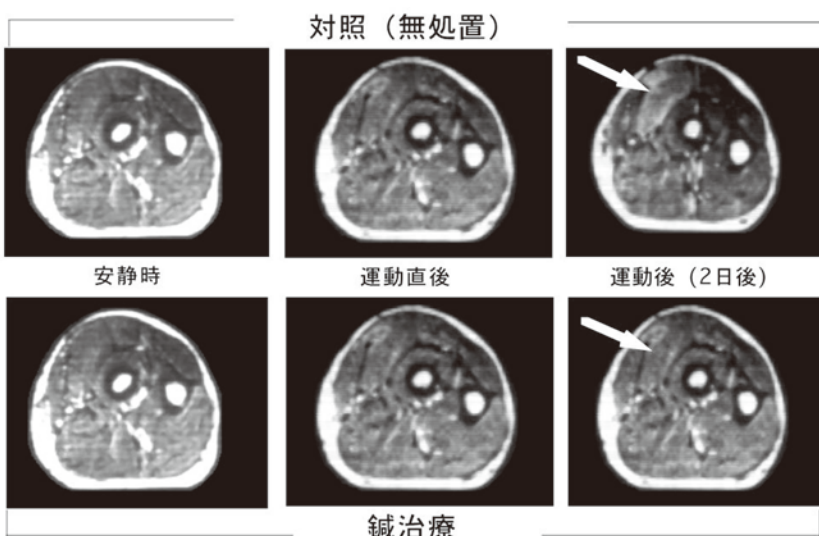 対照（無処置）
安静時
運動直後
運動後（2日後）
鍼治療